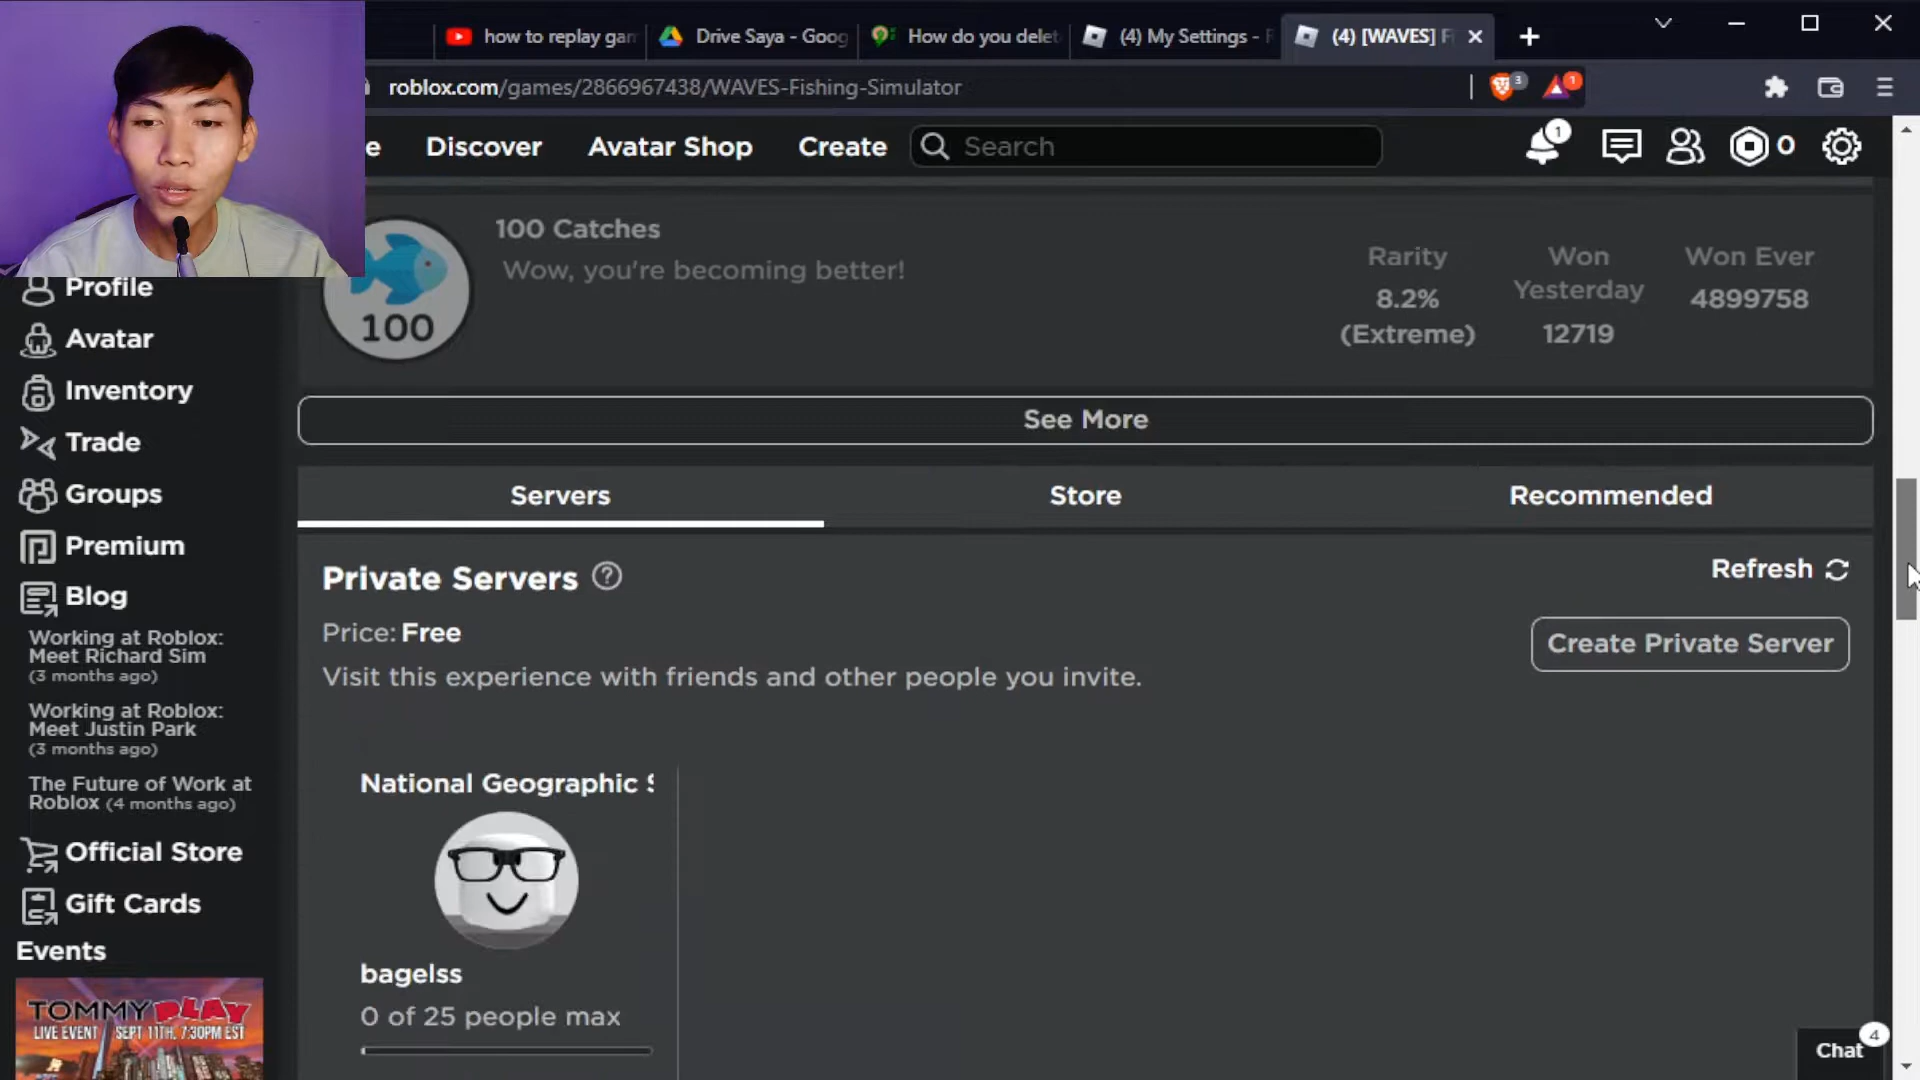 how to replay gam
Drive Saya - Goog
How do you delet
(4) My Settings - R
(4) [WAVES] Fi
roblox.com/games/2866967438/WAVES-Fishing-Simulator
3
1
Discover
Avatar Shop
Create
Search
1
0
100 Catches
Wow, you're becoming better!
100
Rarity
8.2%
(Extreme)
Won
Yesterday
12719
Won Ever
4899758
See More
Profile
Avatar
Inventory
Trade
Groups
Premium
Blog
Working at Roblox:
Meet Richard Sim
(3 months ago)
Working at Roblox:
Meet Justin Park
(3 months ago)
The Future of Work at
Roblox (4 months ago)
Official Store
Gift Cards
Events
TOMMY PLAY
LIVE EVENT SEPT 11TH, 7:30PM EST
Servers
Store
Recommended
Private Servers
Refresh
Price: Free
Create Private Server
Visit this experience with friends and other people you invite.
National Geographic S
bagelss
0 of 25 people max
Chat
4